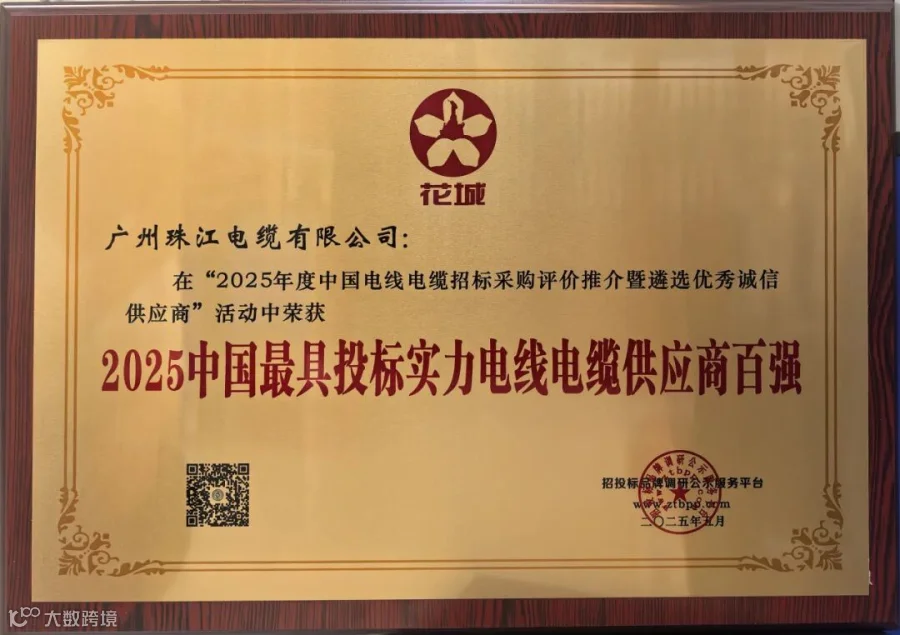 花城
广州珠江电缆有限公司：
在“2025年度中国电线电缆招标采购评价推介暨遴选优秀诚信
供应商”活动中荣获
2025中国最具投标实力电线电缆供应商百强
招投标品牌调研公示服务平台
www.ztbpp.com
二〇二五年五月
大数跨境